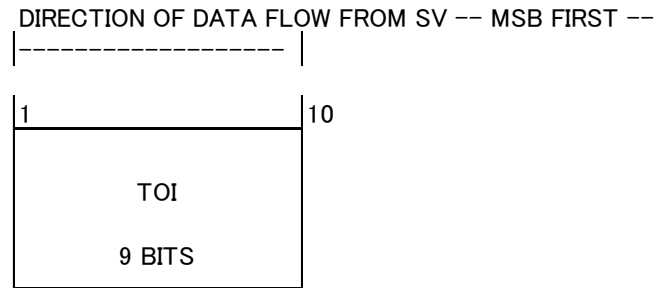 DIRECTION OF DATA FLOW FROM SV -- MSB FIRST --
-------------------
1 10
TOI
9 BITS